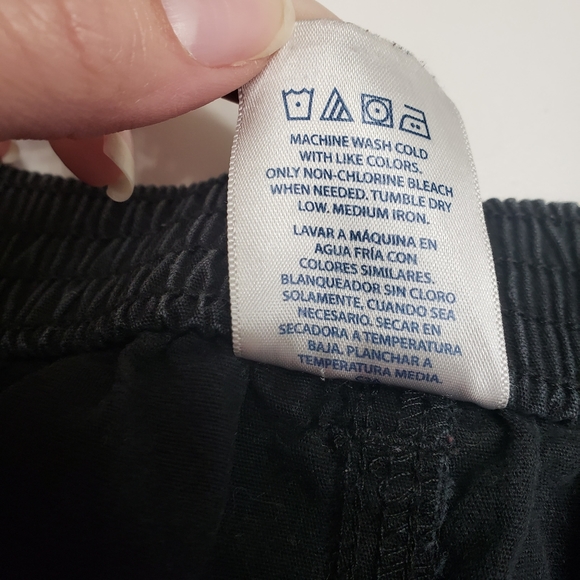 MACHINE WASH COLD
WITH LIKE COLORS.
ONLY NON-CHLORINE BLEACH
WHEN NEEDED. TUMBLE DRY
LOW. MEDIUM IRON.
LAVAR A MÁQUINA EN
AGUA FRÍA CON
COLORES SIMILARES.
BLANQUEADOR SIN CLORO
SOLAMENTE, CUANDO SEA
NECESARIO. SECAR EN
SECADORA A TEMPERATURA
BAJA. PLANCHAR A
TEMPERATURA MEDIA.